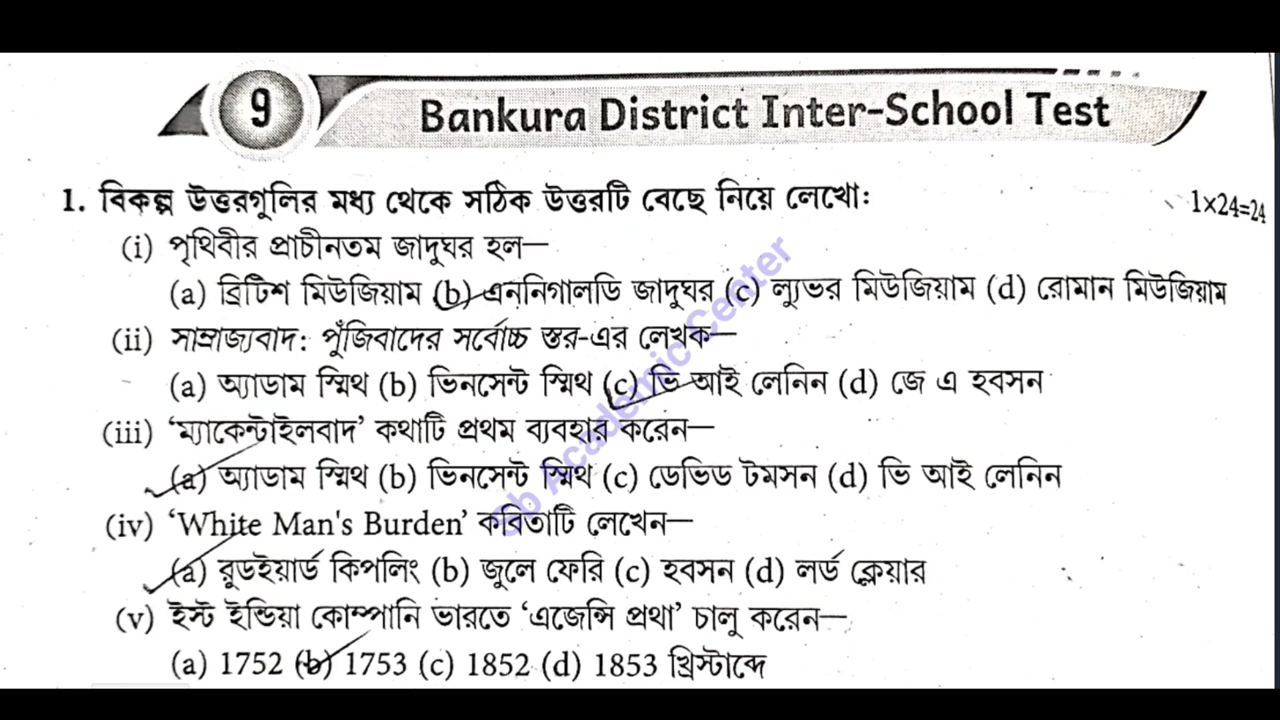 9
Bankura District Inter-School Test
1. বিকল্প উত্তরগুলির মধ্য থেকে সঠিক উত্তরটি বেছে নিয়ে লেখো: 1×24=24
(i) পৃথিবীর প্রাচীনতম জাদুঘর হল—
(a) ব্রিটিশ মিউজিয়াম (b) এননিগালডি জাদুঘর (c) ল্যুভর মিউজিয়াম (d) রোমান মিউজিয়াম
(ii) সাম্রাজ্যবাদ: পুঁজিবাদের সর্বোচ্চ স্তর-এর লেখক—
(a) অ্যাডাম স্মিথ (b) ভিনসেন্ট স্মিথ (c) ভি আই লেনিন (d) জে এ হবসন
(iii) ‘ম্যাকেন্টাইলবাদ’ কথাটি প্রথম ব্যবহার করেন—
(a) অ্যাডাম স্মিথ (b) ভিনসেন্ট স্মিথ (c) ডেভিড টমসন (d) ভি আই লেনিন
(iv) ‘White Man's Burden’ কবিতাটি লেখেন—
(a) রুডইয়ার্ড কিপলিং (b) জুলে ফেরি (c) হবসন (d) লর্ড ক্লেয়ার
(v) ইস্ট ইন্ডিয়া কোম্পানি ভারতে ‘এজেন্সি প্রথা’ চালু করেন—
(a) 1752 (b) 1753 (c) 1852 (d) 1853 খ্রিস্টাব্দে
Sb Academic Center